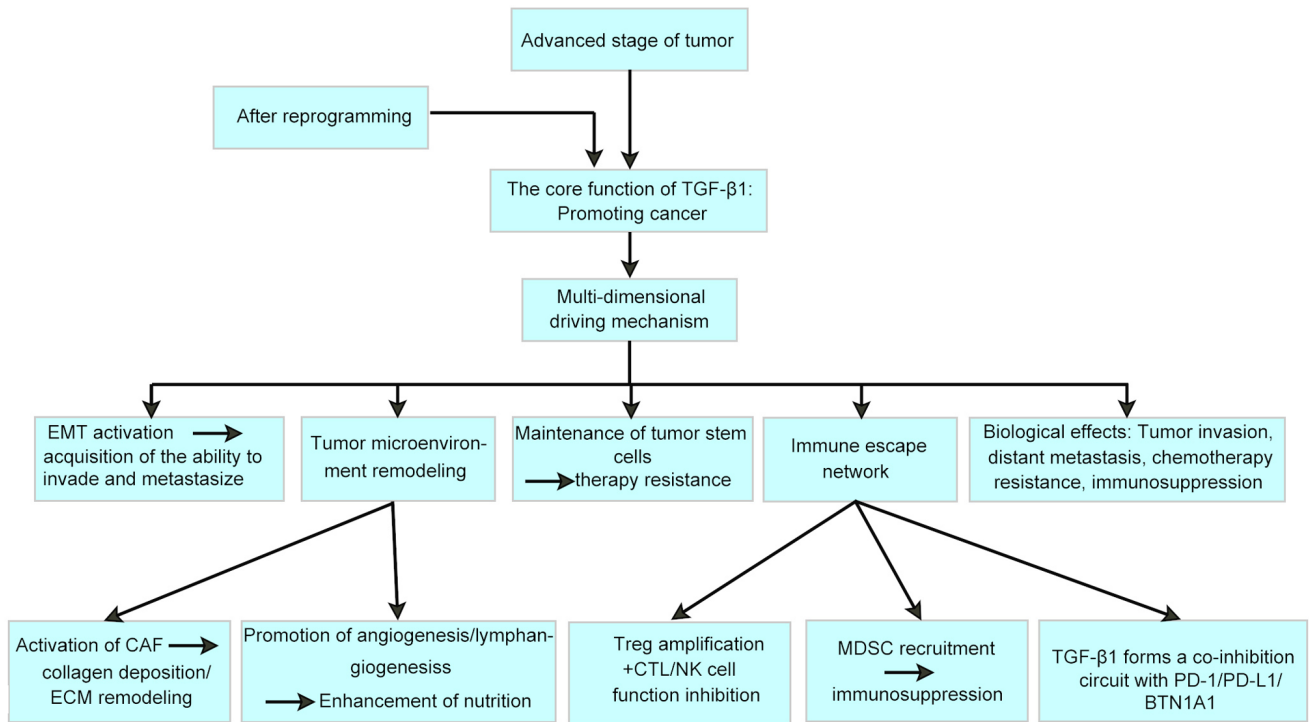 Advanced stage of tumor
After reprogramming
The core function of TGF-β1:
Promoting cancer
Multi-dimensional
driving mechanism
EMT activation
acquisition of the ability to
invade and metastasize
Tumor microenviron-
ment remodeling
Maintenance of tumor stem
cells
therapy resistance
Immune escape
network
Biological effects: Tumor invasion,
distant metastasis, chemotherapy
resistance, immunosuppression
Activation of CAF
collagen deposition/
ECM remodeling
Promotion of angiogenesis/lymphan-
giogenesiss
Enhancement of nutrition
Treg amplification
+CTL/NK cell
function inhibition
MDSC recruitment
immunosuppression
TGF-β1 forms a co-inhibition
circuit with PD-1/PD-L1/
BTN1A1